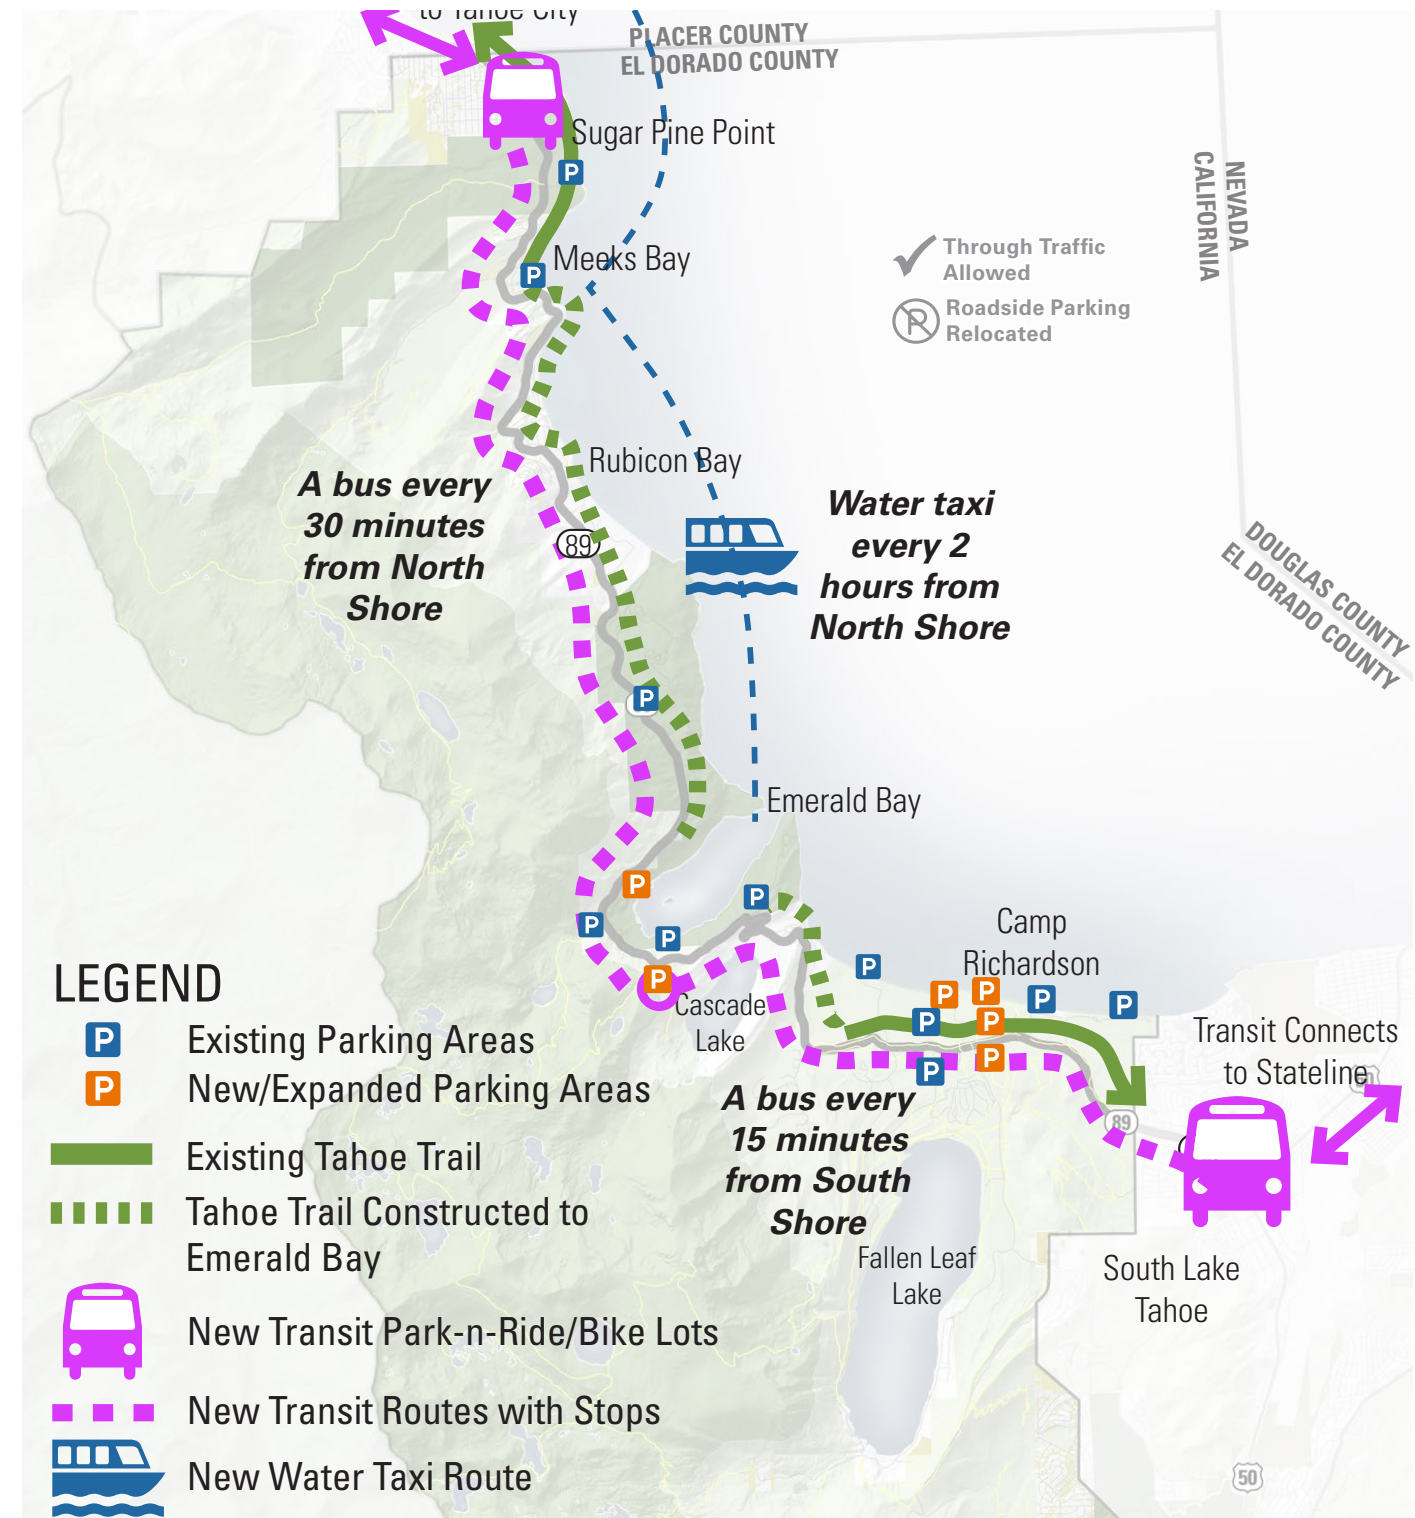 to Tahoe City
PLACER COUNTY
EL DORADO COUNTY
Sugar Pine Point
P
NEVADA
CALIFORNIA
Through Traffic
Allowed
Meeks Bay
P
Roadside Parking
Relocated
P
Rubicon Bay
A bus every
30 minutes
from North
Shore
89
Water taxi
every 2
hours from
North Shore
DOUGLAS COUNTY
EL DORADO COUNTY
P
Emerald Bay
P
P
P
P
P
Camp
Richardson
P
P
P
P
P
P
P
P
P
Cascade
Lake
Transit Connects
to Stateline
A bus every
15 minutes
from South
Shore
89
Fallen Leaf
Lake
South Lake
Tahoe
50
LEGEND
P Existing Parking Areas
P New/Expanded Parking Areas
Existing Tahoe Trail
Tahoe Trail Constructed to
Emerald Bay
New Transit Park-n-Ride/Bike Lots
New Transit Routes with Stops
New Water Taxi Route